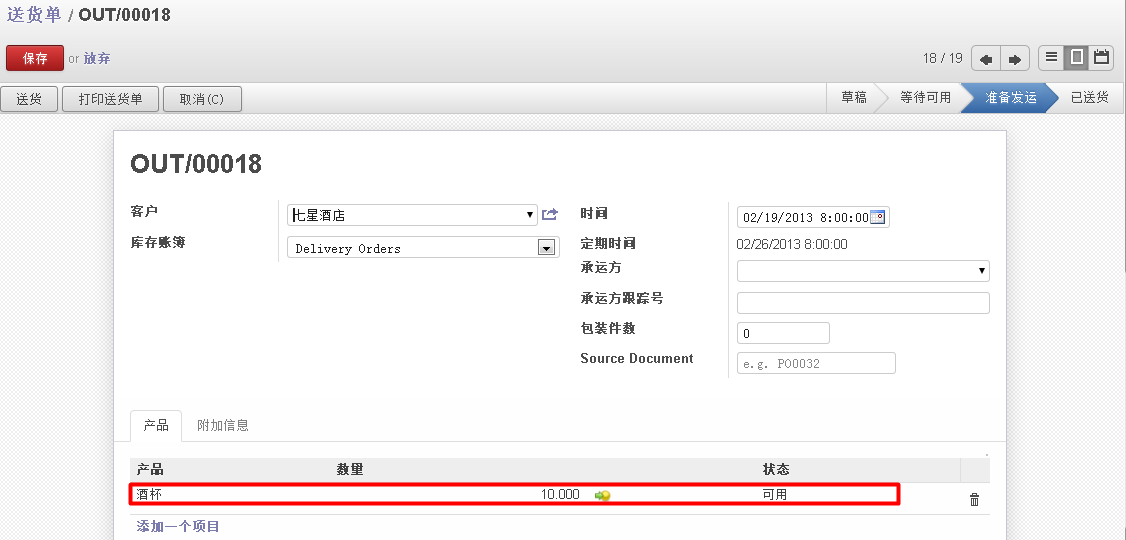 送货单 / OUT/00018
保存 or 放弃 18 / 19
送货 打印送货单 取消(C) 草稿 等待可用 准备发运 已送货
OUT/00018
客户 七星酒店
库存账簿 Delivery Orders
时间 02/19/2013 8:00:00
定期时间 02/26/2013 8:00:00
承运方
承运方跟踪号
包装件数 0
Source Document e.g. PO0032
产品 附加信息
产品 数量 状态
酒杯 10.000 可用
添加一个项目